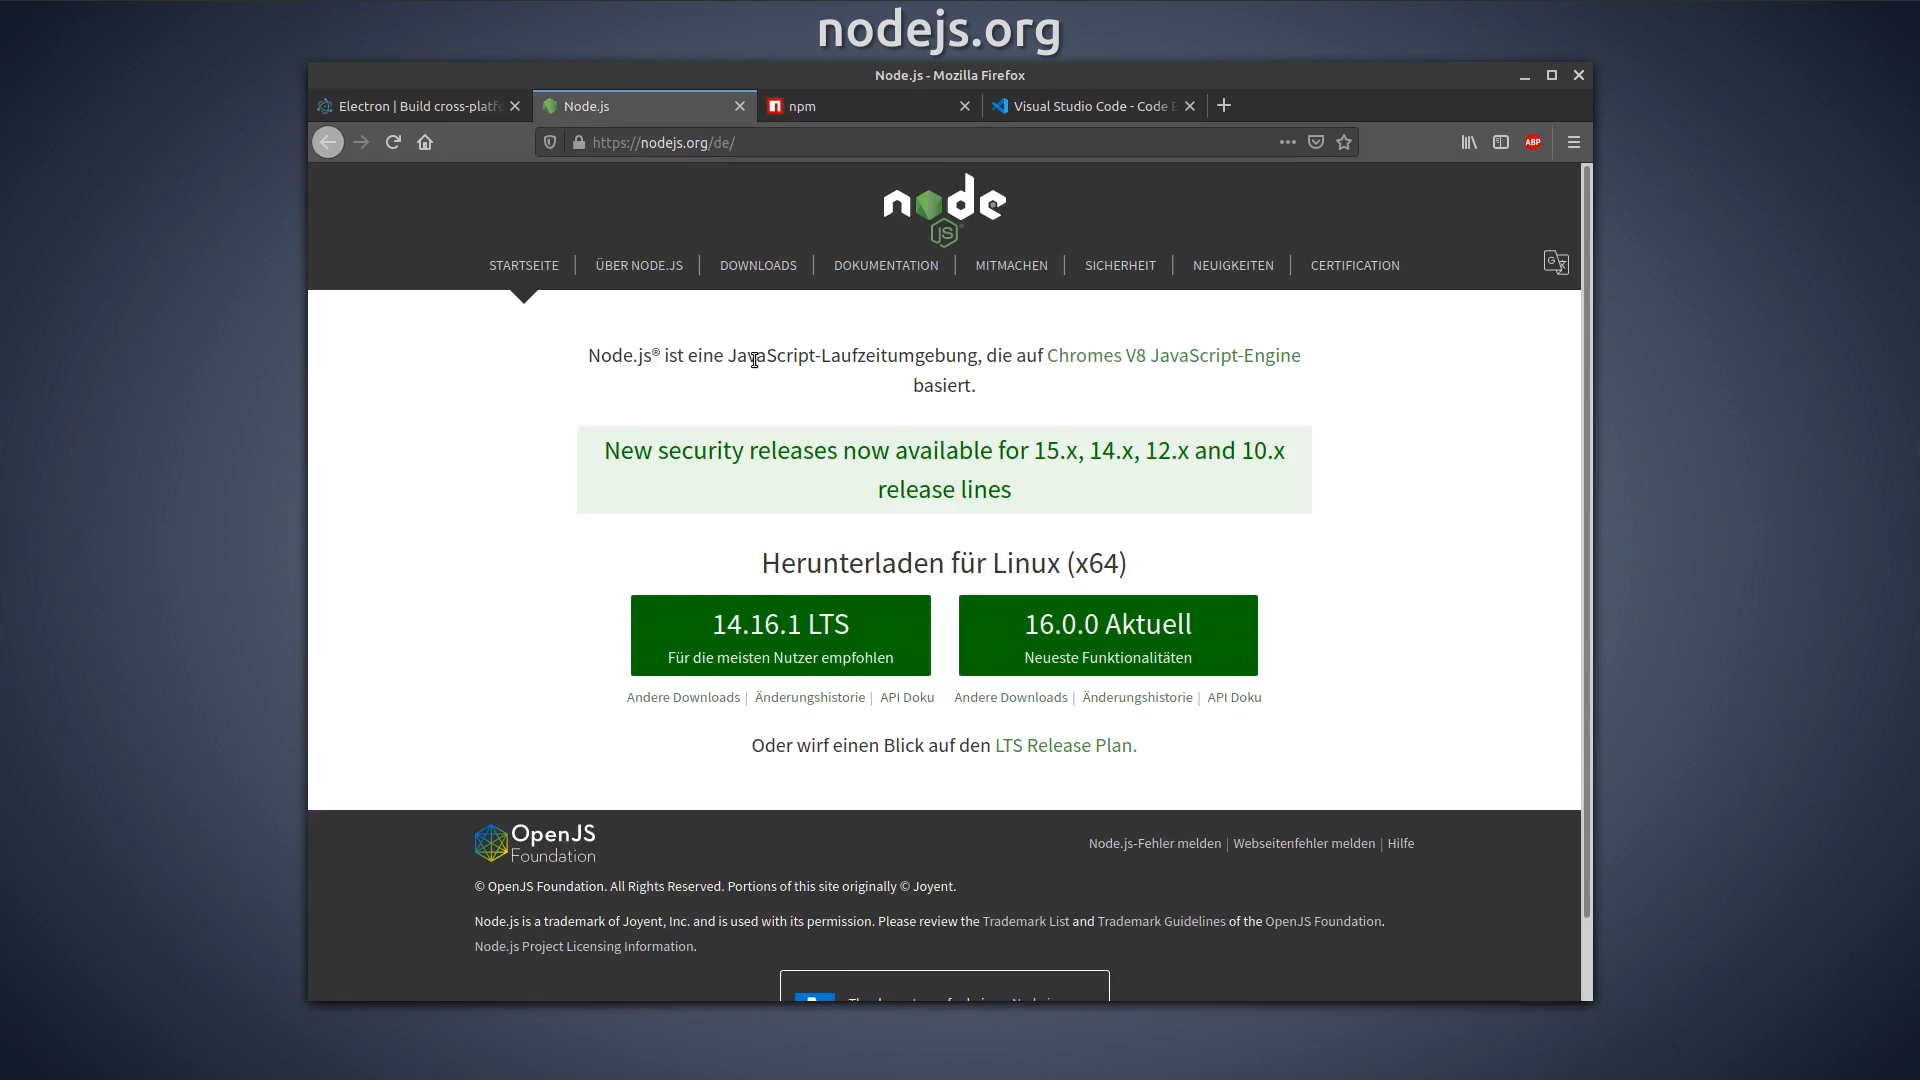 nodejs.org
Node.js - Mozilla Firefox
Electron | Build cross-platf
Node.js
npm
Visual Studio Code - Code E
https://nodejs.org/de/
ABP
node
JS
STARTSEITE
ÜBER NODE.JS
DOWNLOADS
DOKUMENTATION
MITMACHEN
SICHERHEIT
NEUIGKEITEN
CERTIFICATION
Node.js® ist eine JavaScript-Laufzeitumgebung, die auf Chromes V8 JavaScript-Engine
basiert.
New security releases now available for 15.x, 14.x, 12.x and 10.x
release lines
Herunterladen für Linux (x64)
14.16.1 LTS
Für die meisten Nutzer empfohlen
16.0.0 Aktuell
Neueste Funktionalitäten
Andere Downloads | Änderungshistorie | API Doku
Andere Downloads | Änderungshistorie | API Doku
Oder wirf einen Blick auf den LTS Release Plan.
OpenJS
Foundation
Node.js-Fehler melden | Webseitenfehler melden | Hilfe
© OpenJS Foundation. All Rights Reserved. Portions of this site originally © Joyent.
Node.js is a trademark of Joyent, Inc. and is used with its permission. Please review the Trademark List and Trademark Guidelines of the OpenJS Foundation.
Node.js Project Licensing Information.